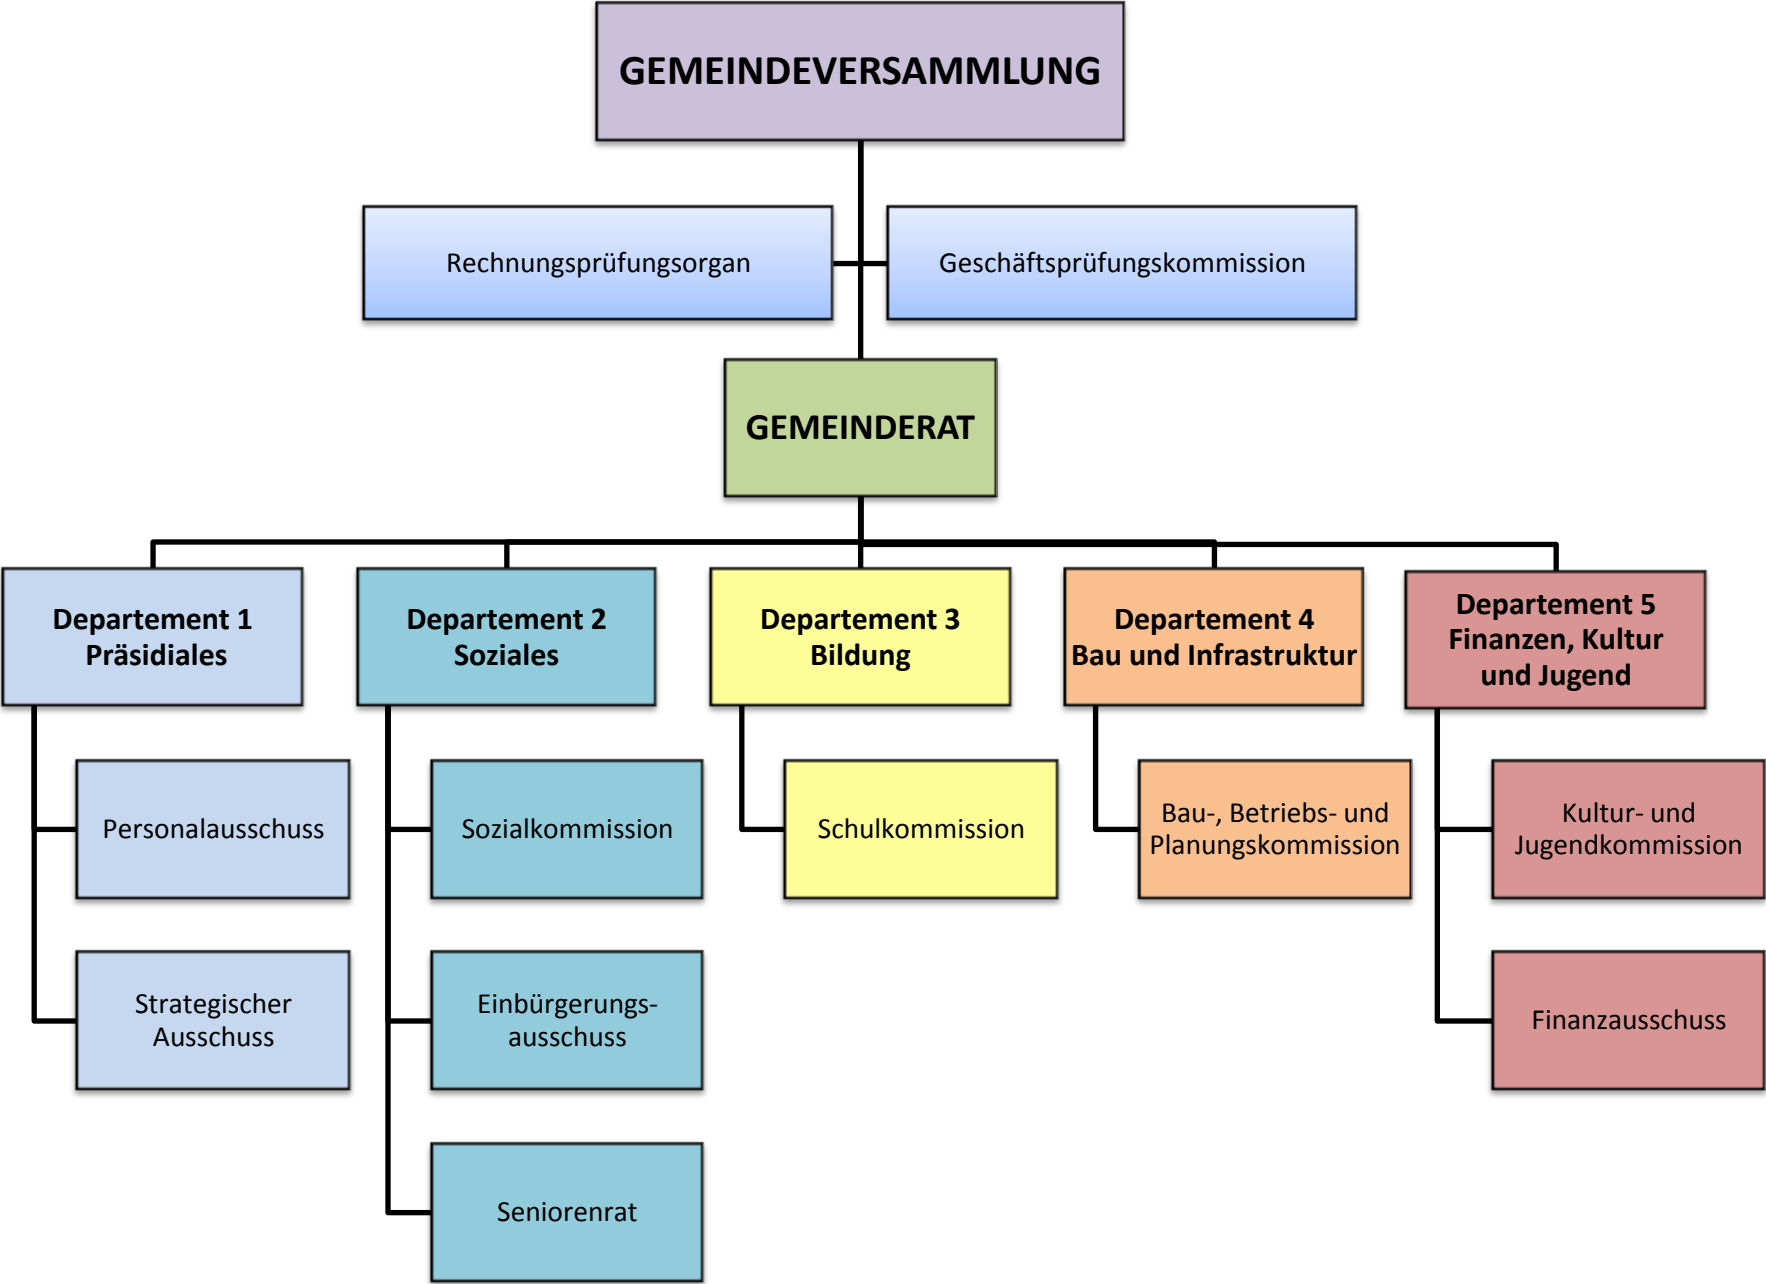 GEMEINDEVERSAMMLUNG
Rechnungsprüfungsorgan
Geschäftsprüfungskommission
GEMEINDERAT
Departement 1
Präsidiales
Departement 2
Soziales
Departement 3
Bildung
Departement 4
Bau und Infrastruktur
Departement 5
Finanzen, Kultur
und Jugend
Personalausschuss
Sozialkommission
Schulkommission
Bau-, Betriebs- und
Planungskommission
Kultur- und
Jugendkommission
Strategischer
Ausschuss
Einbürgerungs-
ausschuss
Finanzausschuss
Seniorenrat